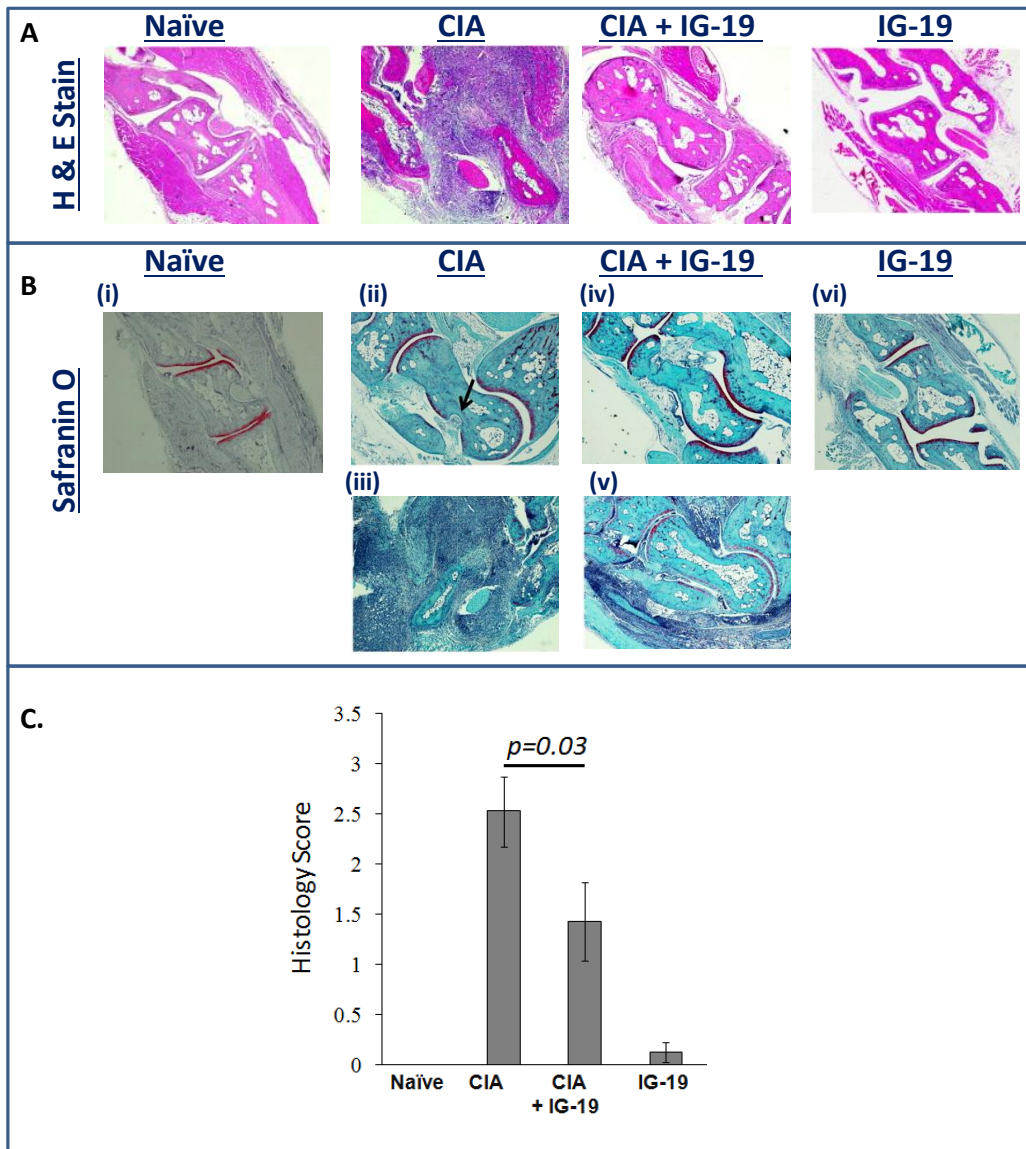 A
Naïve
CIA
CIA + IG-19
IG-19
H & E Stain
B
Naïve
CIA
CIA + IG-19
IG-19
(i)
(ii)
(iv)
(vi)
Safranin O
(iii)
(v)
C.
3.5
3
2.5
2
1.5
1
0.5
0
Histology Score
p=0.03
Naïve
CIA
CIA
+ IG-19
IG-19